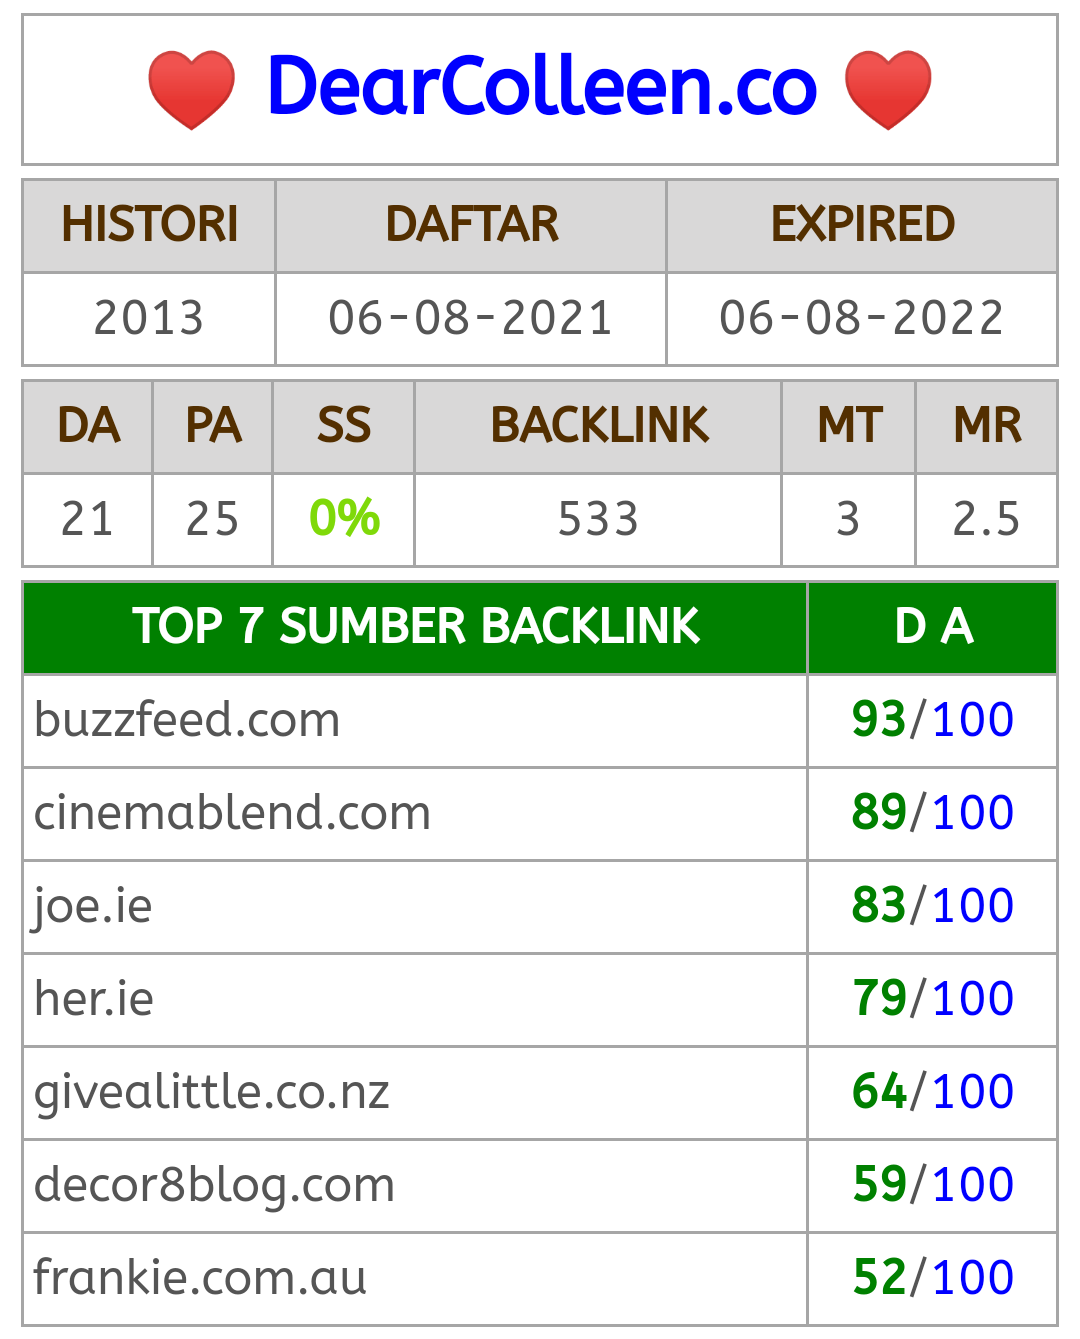 DearColleen.co
HISTORI DAFTAR EXPIRED
2013 06-08-2021 06-08-2022
DA PA SS BACKLINK MT MR
21 25 0% 533 3 2.5
TOP 7 SUMBER BACKLINK D A
buzzfeed.com 93/100
cinemablend.com 89/100
joe.ie 83/100
her.ie 79/100
givealittle.co.nz 64/100
decor8blog.com 59/100
frankie.com.au 52/100